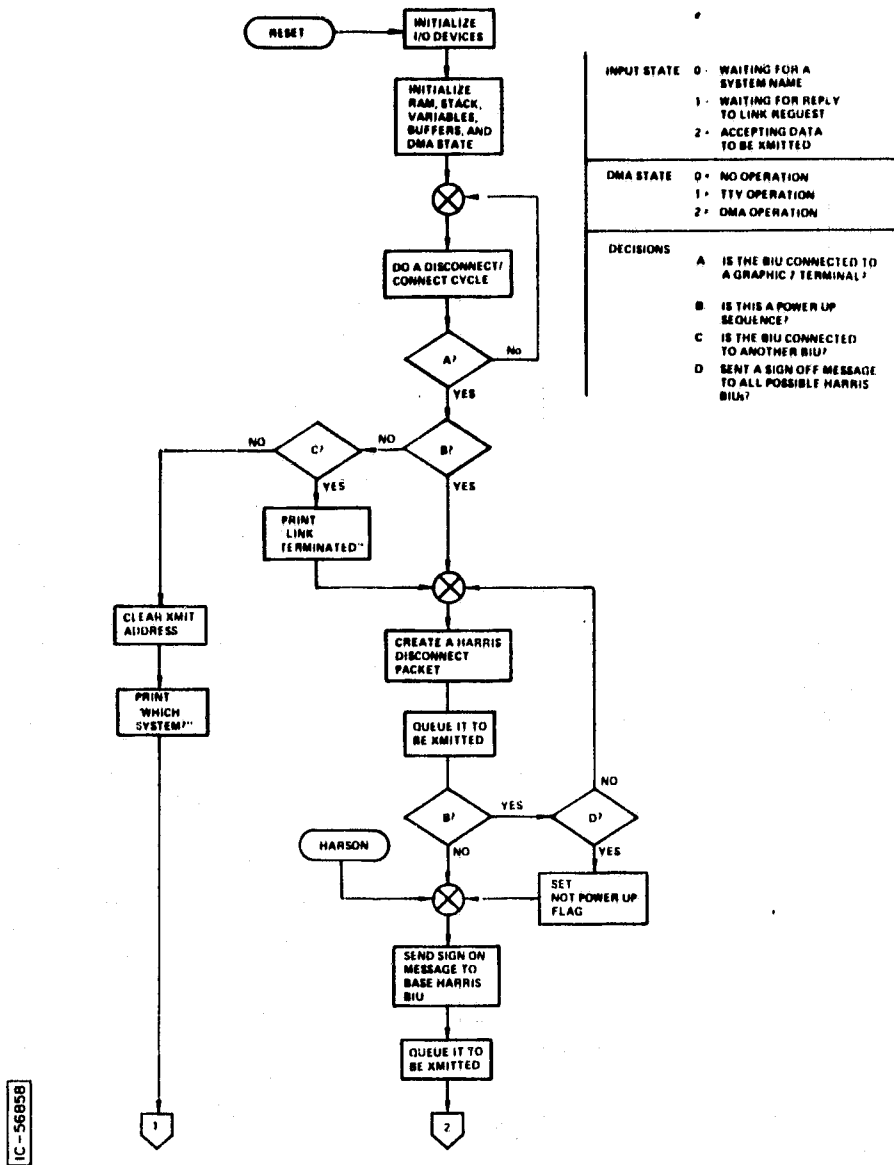 RESET
INITIALIZE
I/O DEVICES
INITIALIZE
RAM, STACK,
VARIABLES,
BUFFERS, AND
DMA STATE
DO A DISCONNECT/
CONNECT CYCLE
A?
No
YES
B?
NO
YES
C?
NO
YES
PRINT
LINK
TERMINATED"
CLEAR XMIT
ADDRESS
PRINT
'WHICH
SYSTEM?"
CREATE A HARRIS
DISCONNECT
PACKET
QUEUE IT TO
BE XMITTED
B?
YES
NO
D?
NO
YES
SET
NOT POWER UP
FLAG
HARSON
SEND SIGN ON
MESSAGE TO
BASE HARRIS
BIU
QUEUE IT TO
BE XMITTED
1
2
INPUT STATE 0 - WAITING FOR A
SYSTEM NAME
1 - WAITING FOR REPLY
TO LINK REQUEST
2 = ACCEPTING DATA
TO BE XMITTED
DMA STATE 0 = NO OPERATION
1 = TTY OPERATION
2 = DMA OPERATION
DECISIONS
A IS THE BIU CONNECTED TO
A GRAPHIC 7 TERMINAL?
B. IS THIS A POWER UP
SEQUENCE?
C IS THE BIU CONNECTED
TO ANOTHER BIU?
D SENT A SIGN OFF MESSAGE
TO ALL POSSIBLE HARRIS
BIUs?
IC-56858